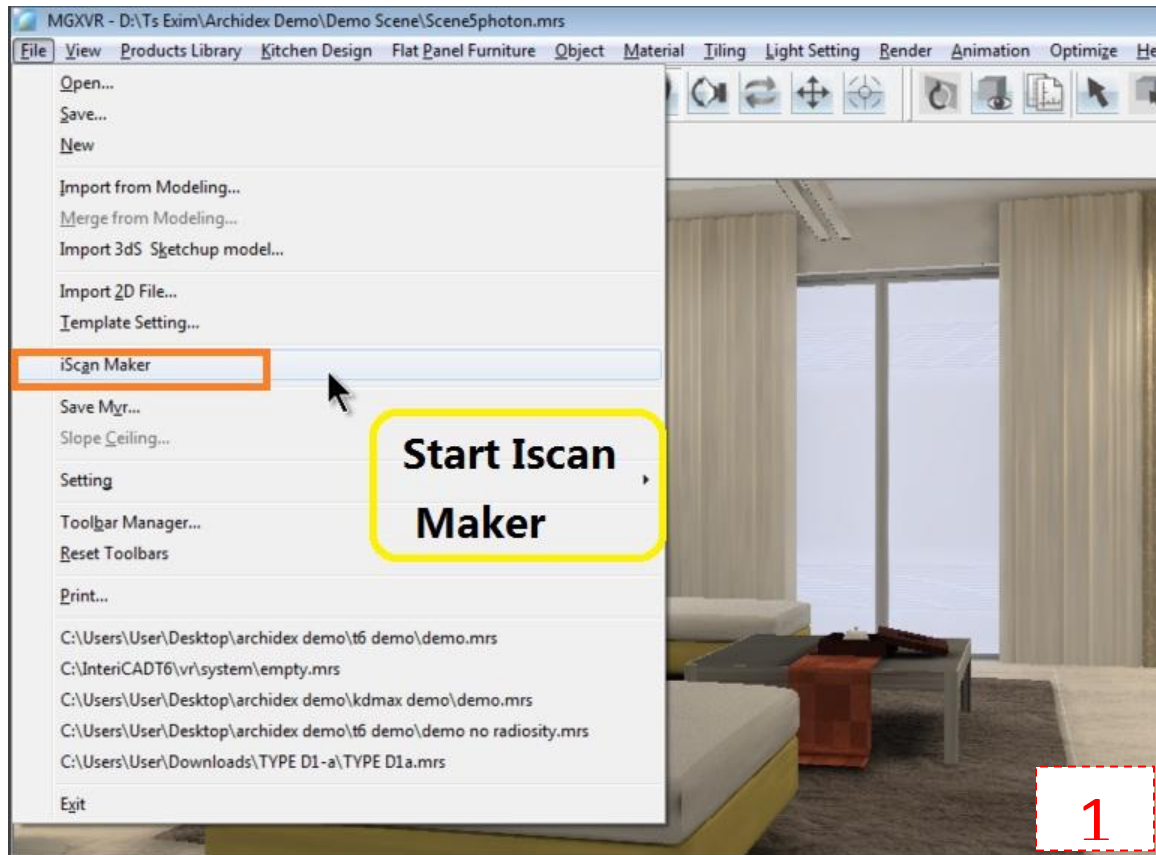 MGXVR - D:\Ts Exim\Archidex Demo\Demo Scene\Scene5photon.mrs
File View Products Library Kitchen Design Flat Panel Furniture Object Material Tiling Light Setting Render Animation Optimize He
Open...
Save...
New
Import from Modeling...
Merge from Modeling...
Import 3dS Sketchup model...
Import 2D File...
Template Setting...
iScan Maker
Save Mvr...
Slope Ceiling...
Start Iscan
Setting
Maker
Toolbar Manager...
Reset Toolbars
Print...
C:\Users\User\Desktop\archidex demo\t6 demo\demo.mrs
C:\InteriCADT6\vr\system\empty.mrs
C:\Users\User\Desktop\archidex demo\kdmax demo\demo.mrs
C:\Users\User\Desktop\archidex demo\t6 demo\demo no radiosity.mrs
C:\Users\User\Downloads\TYPE D1-a\TYPE D1a.mrs
Exit
1